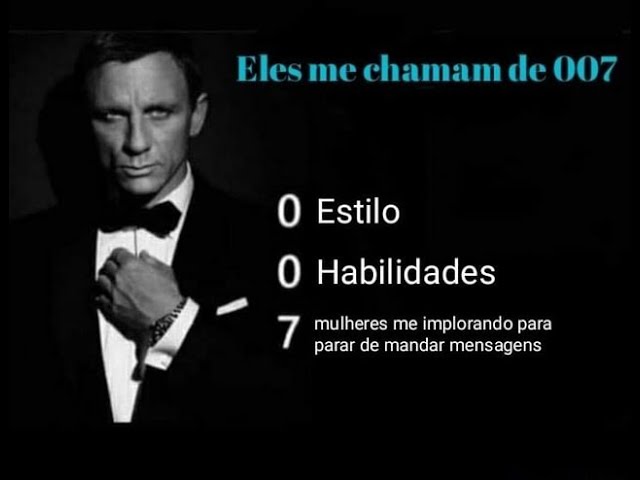 Eles me chamam de 007
0 Estilo
0 Habilidades
7 mulheres me implorando para
parar de mandar mensagens